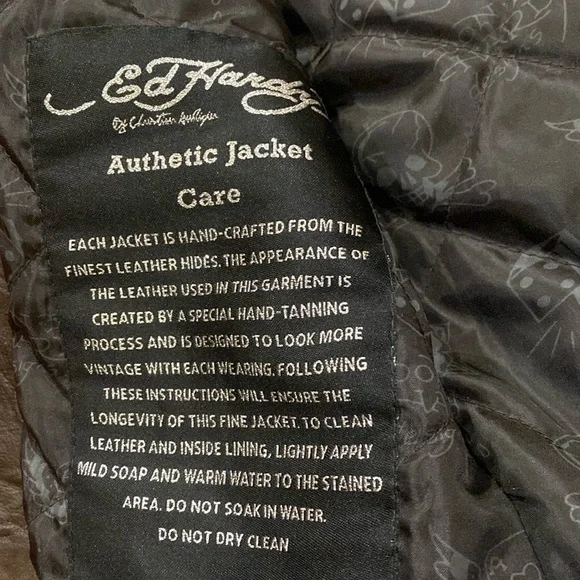 Ed Hardy
By Christian Audigier
Authetic Jacket
Care
EACH JACKET IS HAND-CRAFTED FROM THE
FINEST LEATHER HIDES. THE APPEARANCE OF
THE LEATHER USED IN THIS GARMENT IS
CREATED BY A SPECIAL HAND-TANNING
PROCESS AND IS DESIGNED TO LOOK MORE
VINTAGE WITH EACH WEARING. FOLLOWING
THESE INSTRUCTIONS WILL ENSURE THE
LONGEVITY OF THIS FINE JACKET. TO CLEAN
LEATHER AND INSIDE LINING, LIGHTLY APPLY
MILD SOAP AND WARM WATER TO THE STAINED
AREA. DO NOT SOAK IN WATER.
DO NOT DRY CLEAN